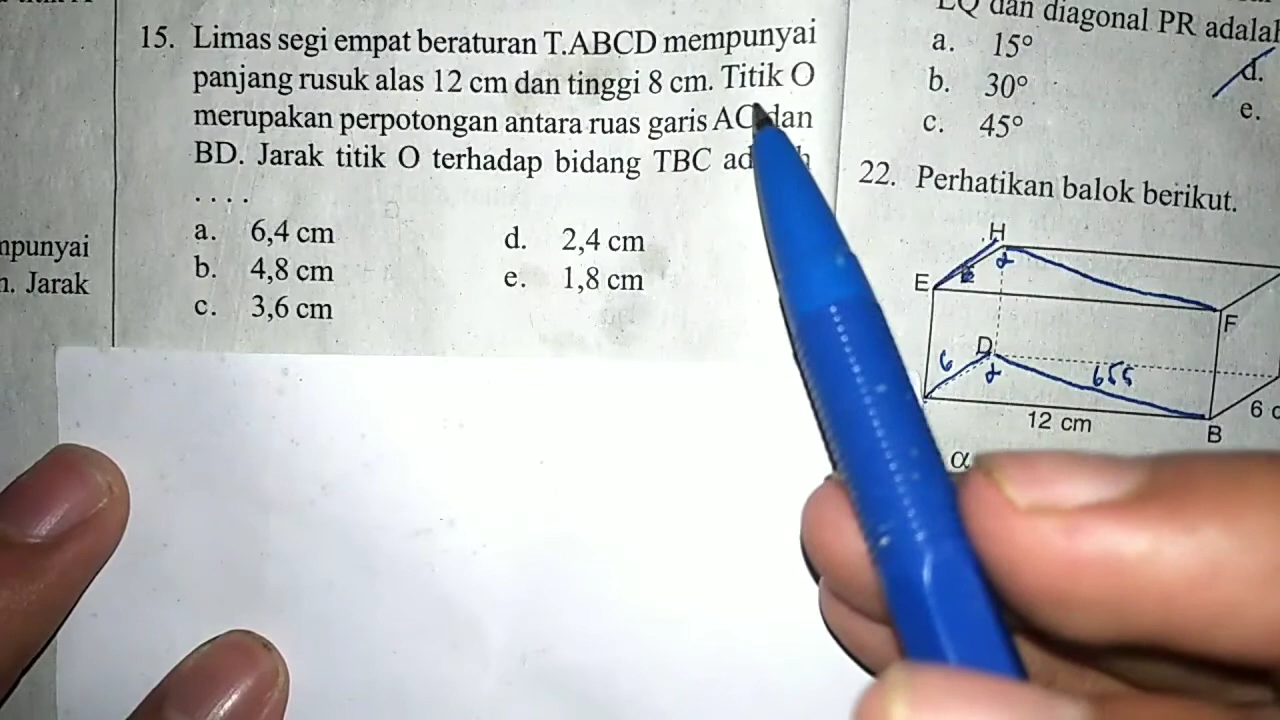 15. Limas segi empat beraturan T.ABCD mempunyai
panjang rusuk alas 12 cm dan tinggi 8 cm. Titik O
merupakan perpotongan antara ruas garis AC dan
BD. Jarak titik O terhadap bidang TBC
. . . .
a. 6,4 cm
b. 4,8 cm
c. 3,6 cm
d. 2,4 cm
e. 1,8 cm
mpunyai
n. Jarak
dan diagonal PR adalah
a. 15°
b. 30°
c. 45°
d.
e.
22. Perhatikan balok berikut.
H
E
F
D
6
12 cm
B
6 c
α